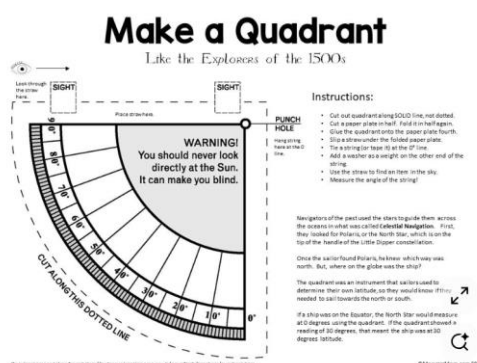 Make a Quadrant
Like the Explorers of the 1500s
Look through
the straw
here.
SIGHT
SIGHT
Place straw here.
PUNCH
HOLE
Hang string
here at the 0
line.
WARNING!
You should never look
directly at the Sun.
It can make you blind.
90°
80°
70°
60°
50°
40°
30°
20°
10°
0°
CUT ALONG THIS DOTTED LINE
Instructions:
• Cut out quadrant along SOLID line, not dotted.
• Cut a paper plate in half. Fold it in half again.
• Glue the quadrant onto the paper plate fourth.
• Slip a straw under the folded paper plate.
• Tie a string (or tape it) at the 0° line.
• Add a washer as a weight on the other end of the
string.
• Use the straw to find an item in the sky.
• Measure the angle of the string!
Navigators of the past used the stars to guide them across
the oceans in what was called Celestial Navigation. First,
they looked for Polaris, or the North Star, which is on the
tip of the handle of the Little Dipper constellation.
Once the sailor found Polaris, he knew which way was
north. But, where on the globe was the ship?
The quadrant was an instrument that sailors used to
determine their own latitude, so they would know if they
needed to sail towards the north or south.
If a ship was on the Equator, the North Star would measure
at 0 degrees using the quadrant. If the quadrant showed a
reading of 30 degrees, that meant the ship was at 30
degrees latitude.